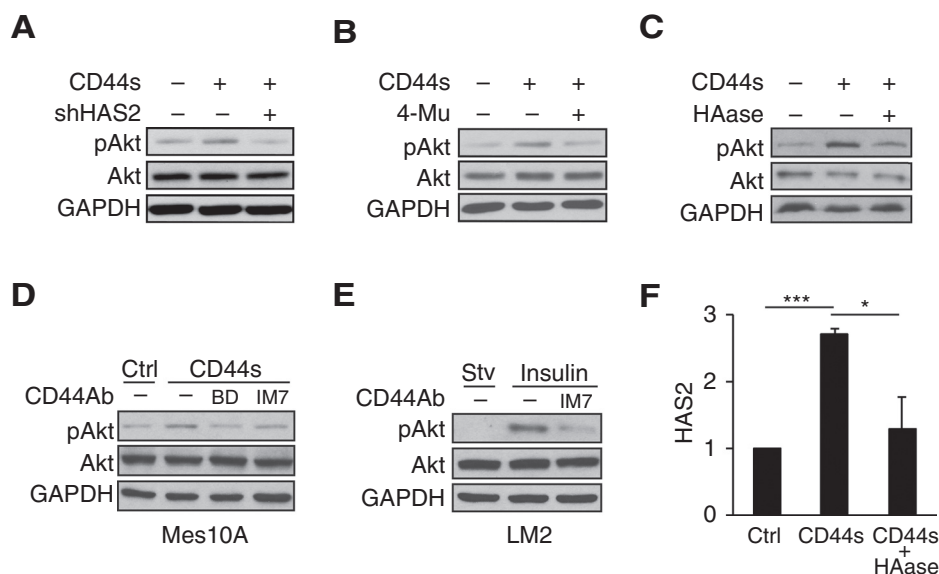 A
CD44s – + +
shHAS2 – – +
pAkt
Akt
GAPDH
B
CD44s – + +
4-Mu – – +
pAkt
Akt
GAPDH
C
CD44s – + +
HAase – – +
pAkt
Akt
GAPDH
D
Ctrl CD44s
CD44Ab – – BD IM7
pAkt
Akt
GAPDH
Mes10A
E
Stv Insulin
CD44Ab – – IM7
pAkt
Akt
GAPDH
LM2
F
*** *
3
2
1
0
HAS2
Ctrl CD44s CD44s
+
HAase